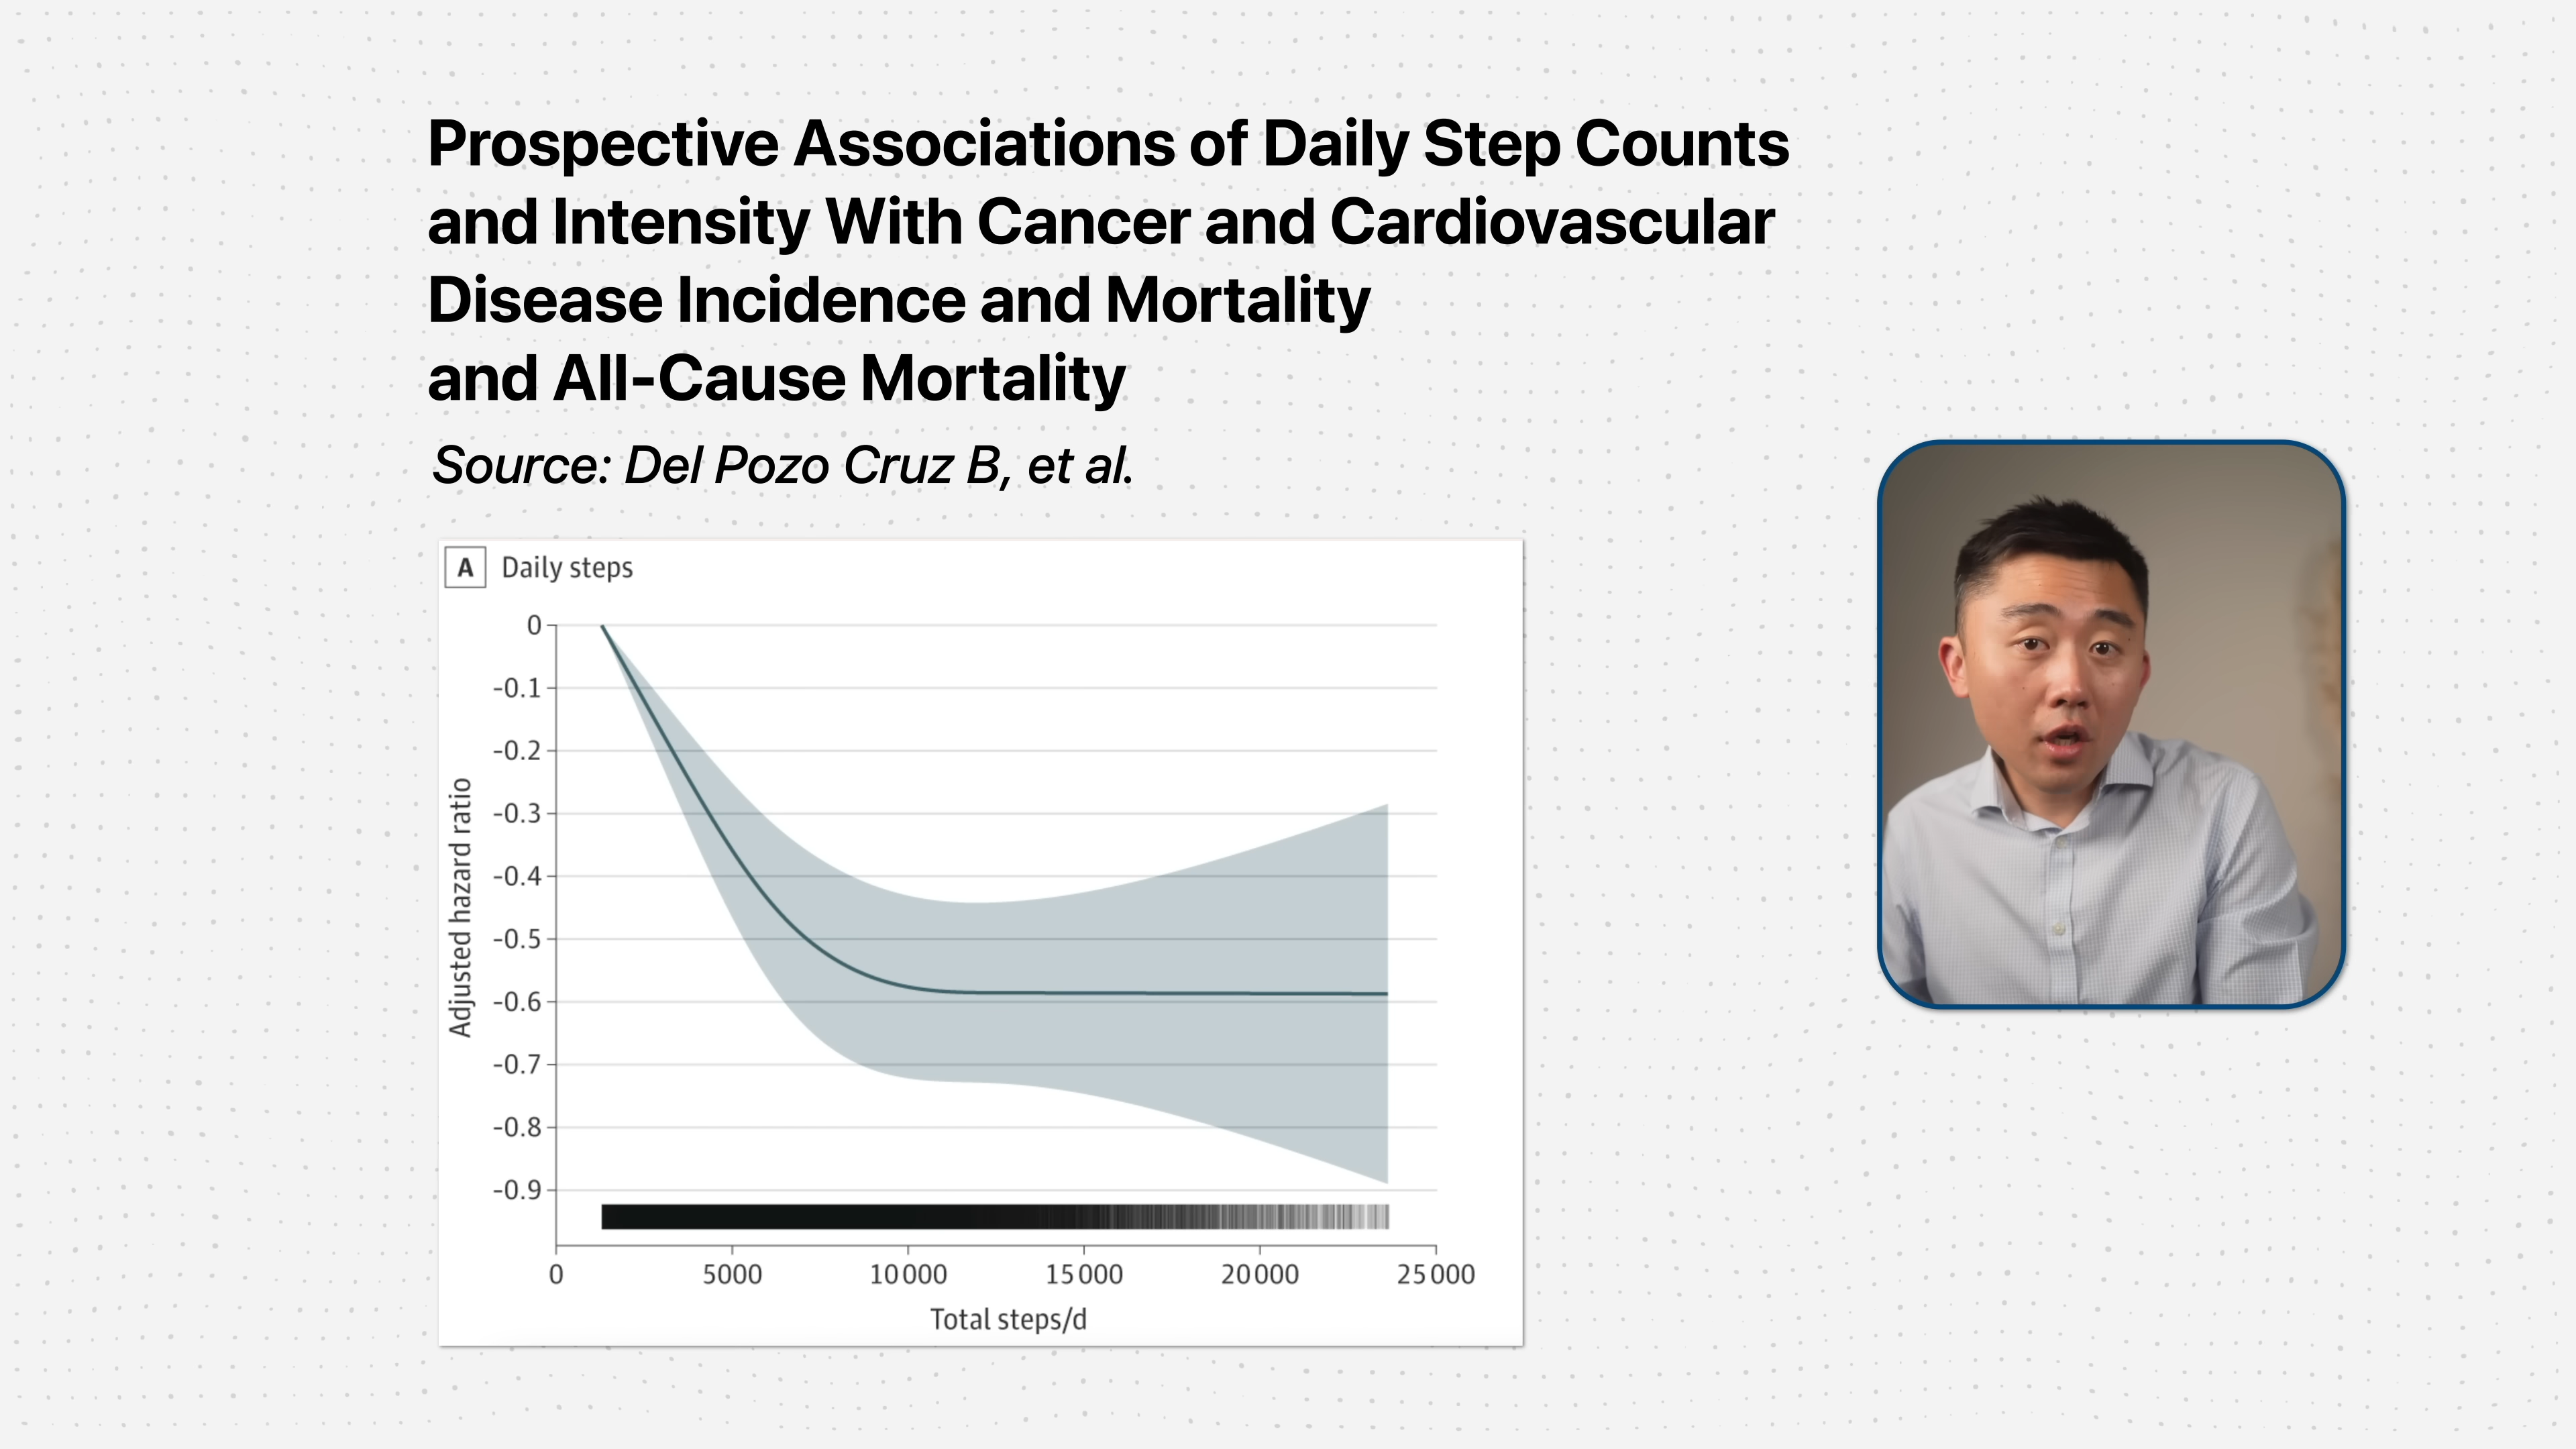 Prospective Associations of Daily Step Counts
and Intensity With Cancer and Cardiovascular
Disease Incidence and Mortality
and All-Cause Mortality
Source: Del Pozo Cruz B, et al.
A Daily steps
Adjusted hazard ratio
0
-0.1
-0.2
-0.3
-0.4
-0.5
-0.6
-0.7
-0.8
-0.9
0 5000 10000 15000 20000 25000
Total steps/d